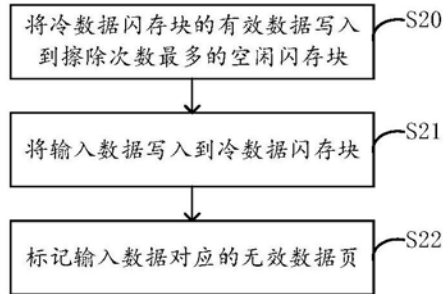 将冷数据闪存块的有效数据写入
到擦除次数最多的空闲闪存块
S20
将输入数据写入到冷数据闪存块
S21
标记输入数据对应的无效数据页
S22